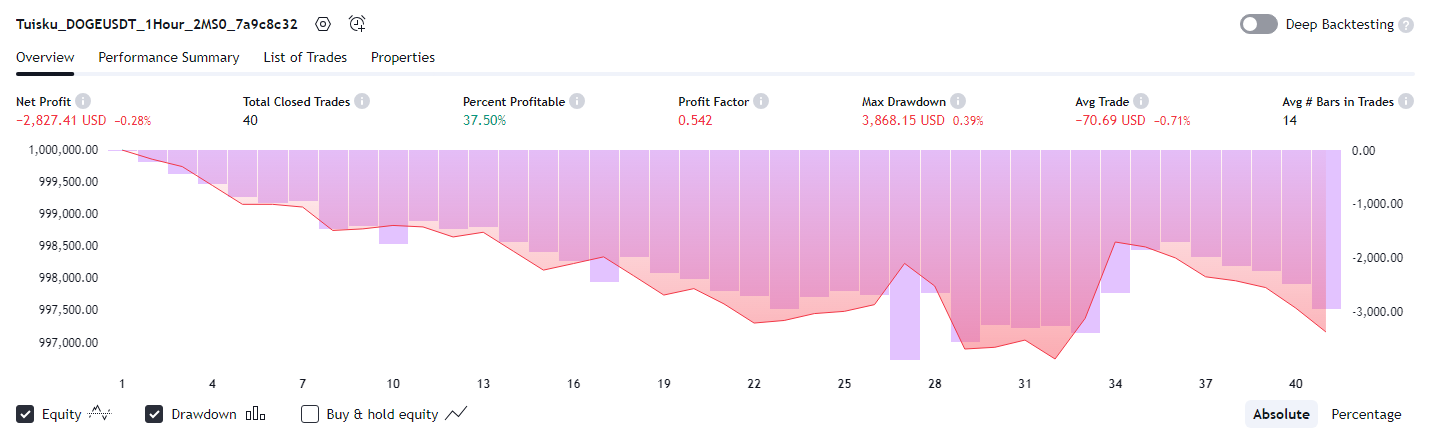 Tuisku_DOGEUSDT_1Hour_2MS0_7a9c8c32 Deep Backtesting ?
Overview Performance Summary List of Trades Properties
Net Profit i Total Closed Trades i Percent Profitable i Profit Factor i Max Drawdown i Avg Trade i Avg # Bars in Trades i
−2,827.41 USD −0.28% 40 37.50% 0.542 3,868.15 USD 0.39% −70.69 USD −0.71% 14
1,000,000.00 0.00
999,500.00
999,000.00 -1,000.00
998,500.00
998,000.00 -2,000.00
997,500.00 -3,000.00
997,000.00
1 4 7 10 13 16 19 22 25 28 31 34 37 40
Equity Drawdown Buy & hold equity Absolute Percentage